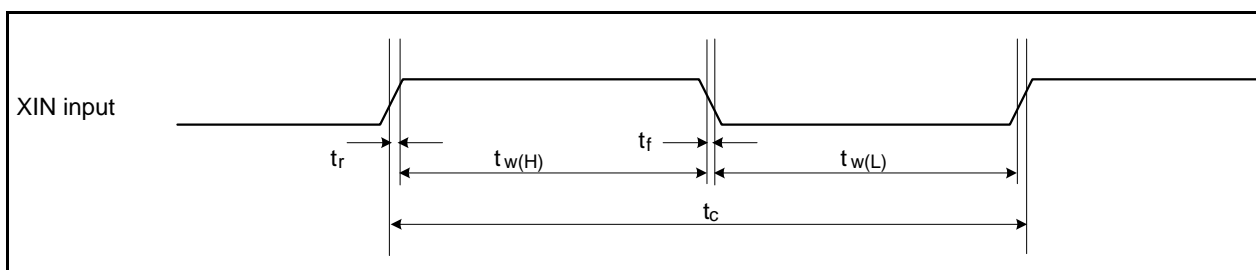 XIN input
tr
tw(H)
tf
tw(L)
tc